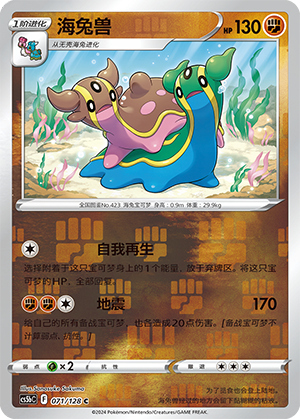 1阶进化
海兔兽
HP 130
从无壳海兔进化
全国图鉴No.423 海兔宝可梦 身高：0.9m 体重：29.9kg
自我再生
选择附着于这只宝可梦身上的1个能量，放于弃牌区。将这只宝可梦的HP，全部恢复。
地震 170
给自己的所有备战宝可梦，也各造成20点伤害。[备战宝可梦不计算弱点、抗性。]
弱点 ×2 抗性 撤退
Illus. Sanosuke Sakuma
cs5bC F 071/128 C
©2024 Pokémon/Nintendo/Creatures/GAME FREAK.